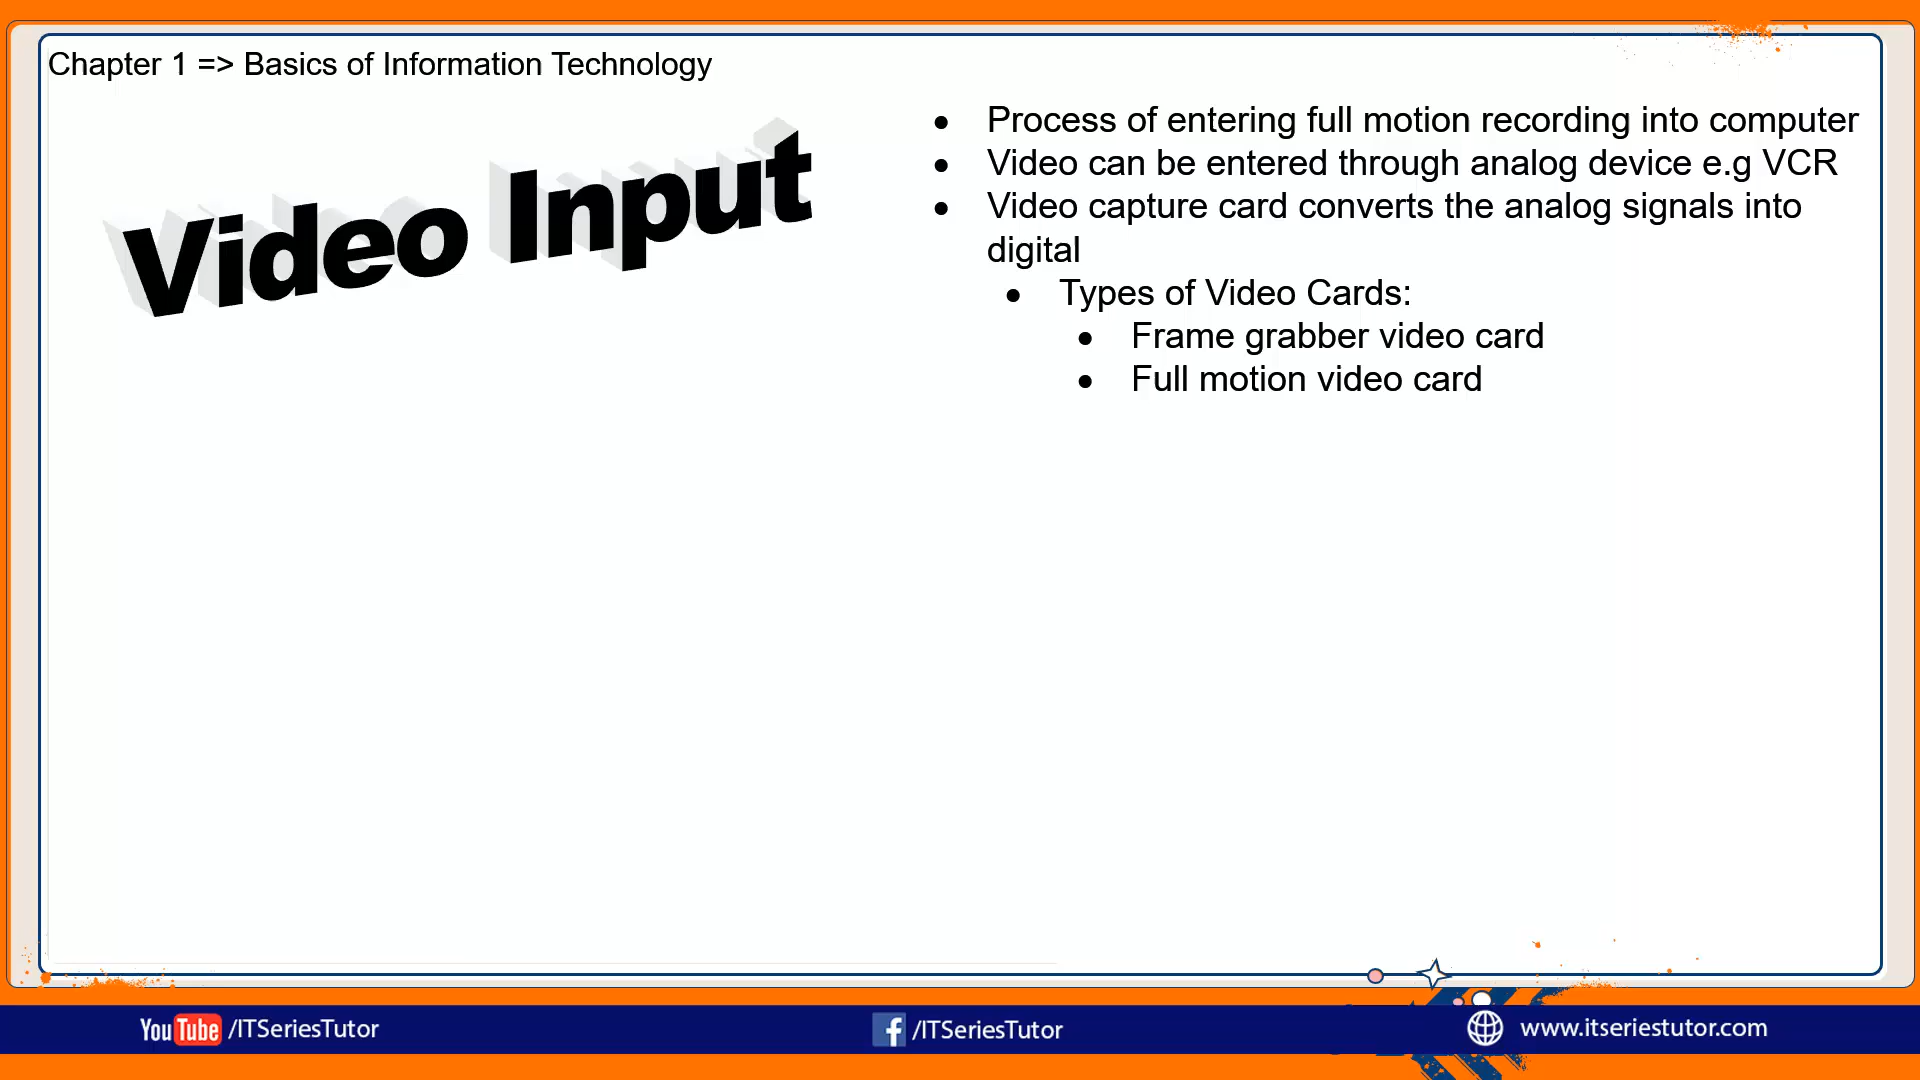 Chapter 1 => Basics of Information Technology
Video Input
• Process of entering full motion recording into computer
• Video can be entered through analog device e.g VCR
• Video capture card converts the analog signals into
digital
• Types of Video Cards:
• Frame grabber video card
• Full motion video card
YouTube /ITSeriesTutor
f /ITSeriesTutor
www.itseriestutor.com